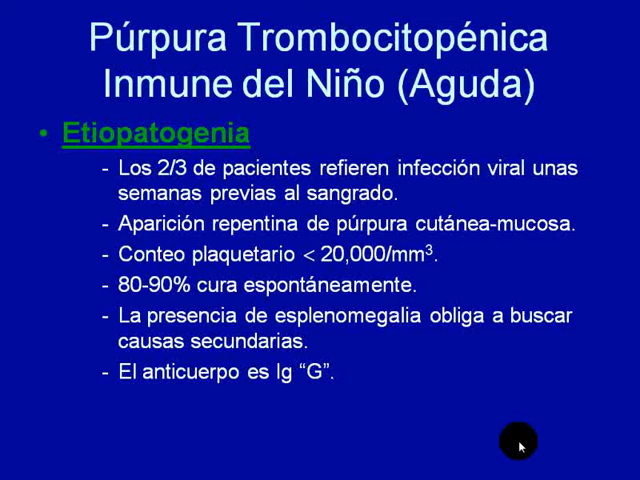 Púrpura Trombocitopénica
Inmune del Niño (Aguda)
• Etiopatogenia
- Los 2/3 de pacientes refieren infección viral unas
semanas previas al sangrado.
- Aparición repentina de púrpura cutánea-mucosa.
- Conteo plaquetario < 20,000/mm³.
- 80-90% cura espontáneamente.
- La presencia de esplenomegalia obliga a buscar
causas secundarias.
- El anticuerpo es Ig “G”.